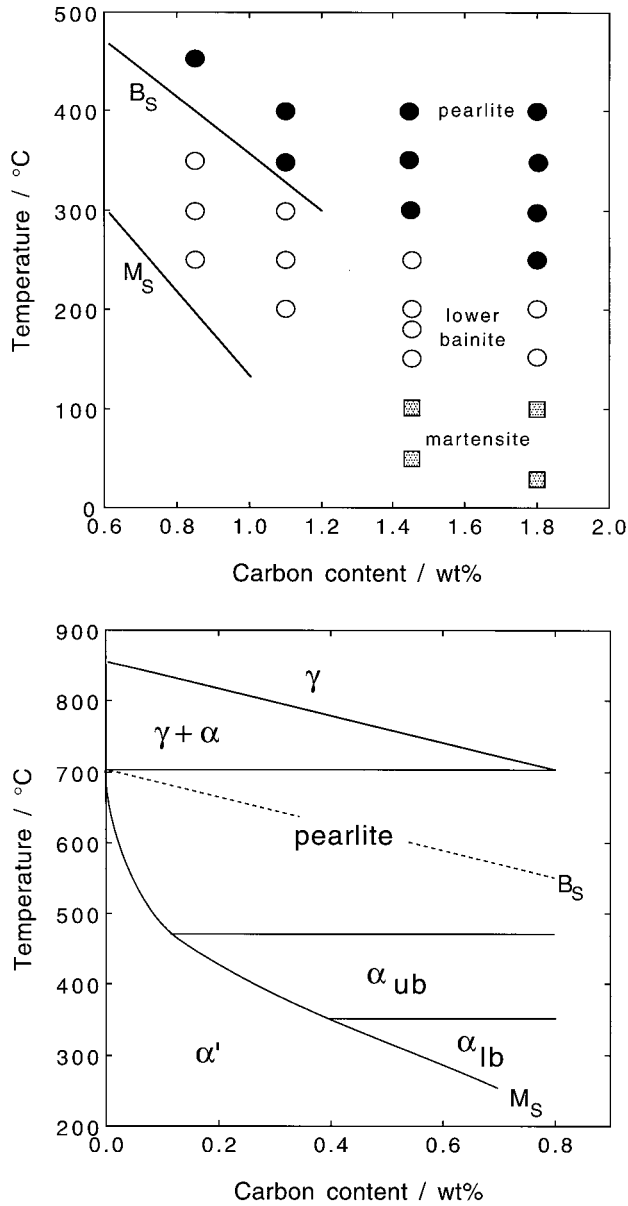 500
400
300
200
100
0
Temperature / °C
B_S
M_S
pearlite
lower
bainite
martensite
0.6
0.8
1.0
1.2
1.4
1.6
1.8
2.0
Carbon content / wt%
900
800
700
600
500
400
300
200
Temperature / °C
γ
γ + α
pearlite
B_S
α_ub
α_lb
α'
M_S
0.0
0.2
0.4
0.6
0.8
Carbon content / wt%